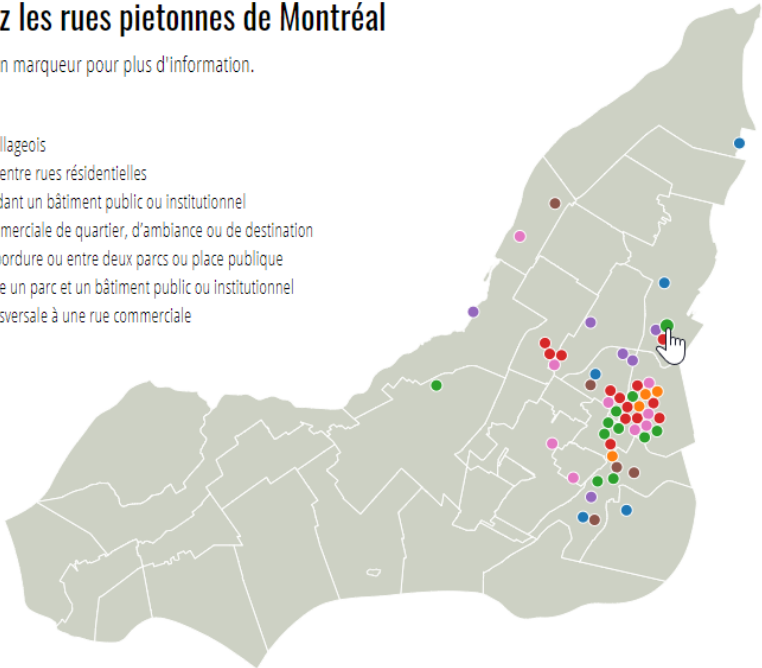 z les rues pietonnes de Montréal
n marqueur pour plus d'information.
llageois
entre rues résidentielles
dant un bâtiment public ou institutionnel
merciale de quartier, d'ambiance ou de destination
bordure ou entre deux parcs ou place publique
e un parc et un bâtiment public ou institutionnel
sversale à une rue commerciale